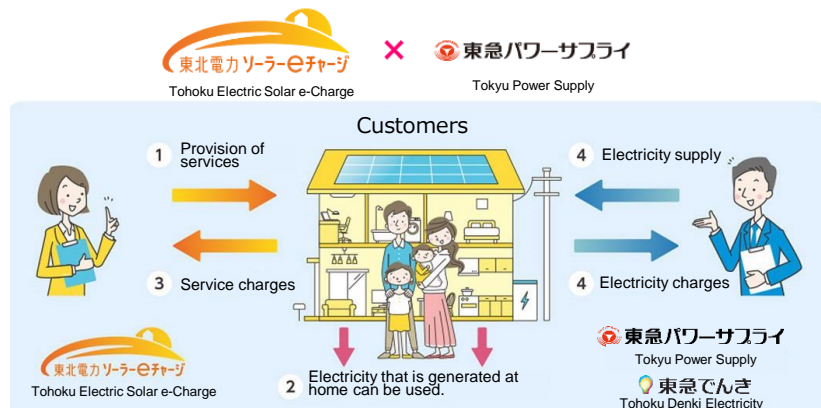 東北電力 ソーラーeチャージ
×
東急パワーサプライ
Tohoku Electric Solar e-Charge
Tokyu Power Supply
Customers
1 Provision of
services
4 Electricity supply
3 Service charges
4 Electricity charges
東北電力 ソーラーeチャージ
Tohoku Electric Solar e-Charge
2 Electricity that is generated at
home can be used.
東急パワーサプライ
Tokyu Power Supply
東急でんき
Tohoku Denki Electricity